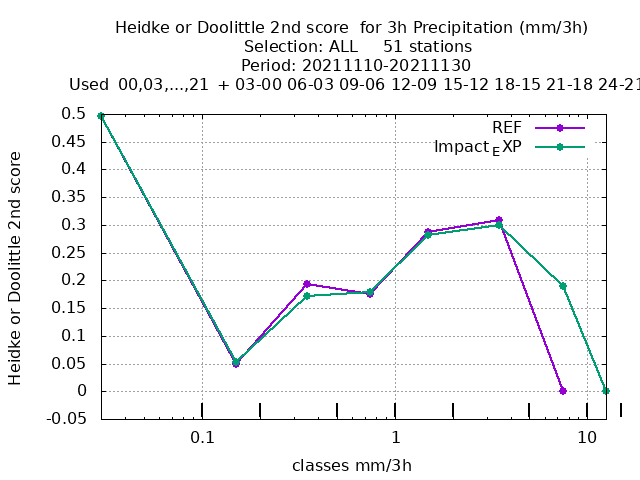 Heidke or Doolittle 2nd score  for 3h Precipitation (mm/3h)
Selection: ALL     51 stations
Period: 20211110-20211130
Used  00,03,...,21  + 03-00 06-03 09-06 12-09 15-12 18-15 21-18 24-21
REF
Impact_EXP
0.5
0.45
0.4
0.35
0.3
0.25
0.2
0.15
0.1
0.05
0
-0.05
Heidke or Doolittle 2nd score
0.1
1
10
classes mm/3h